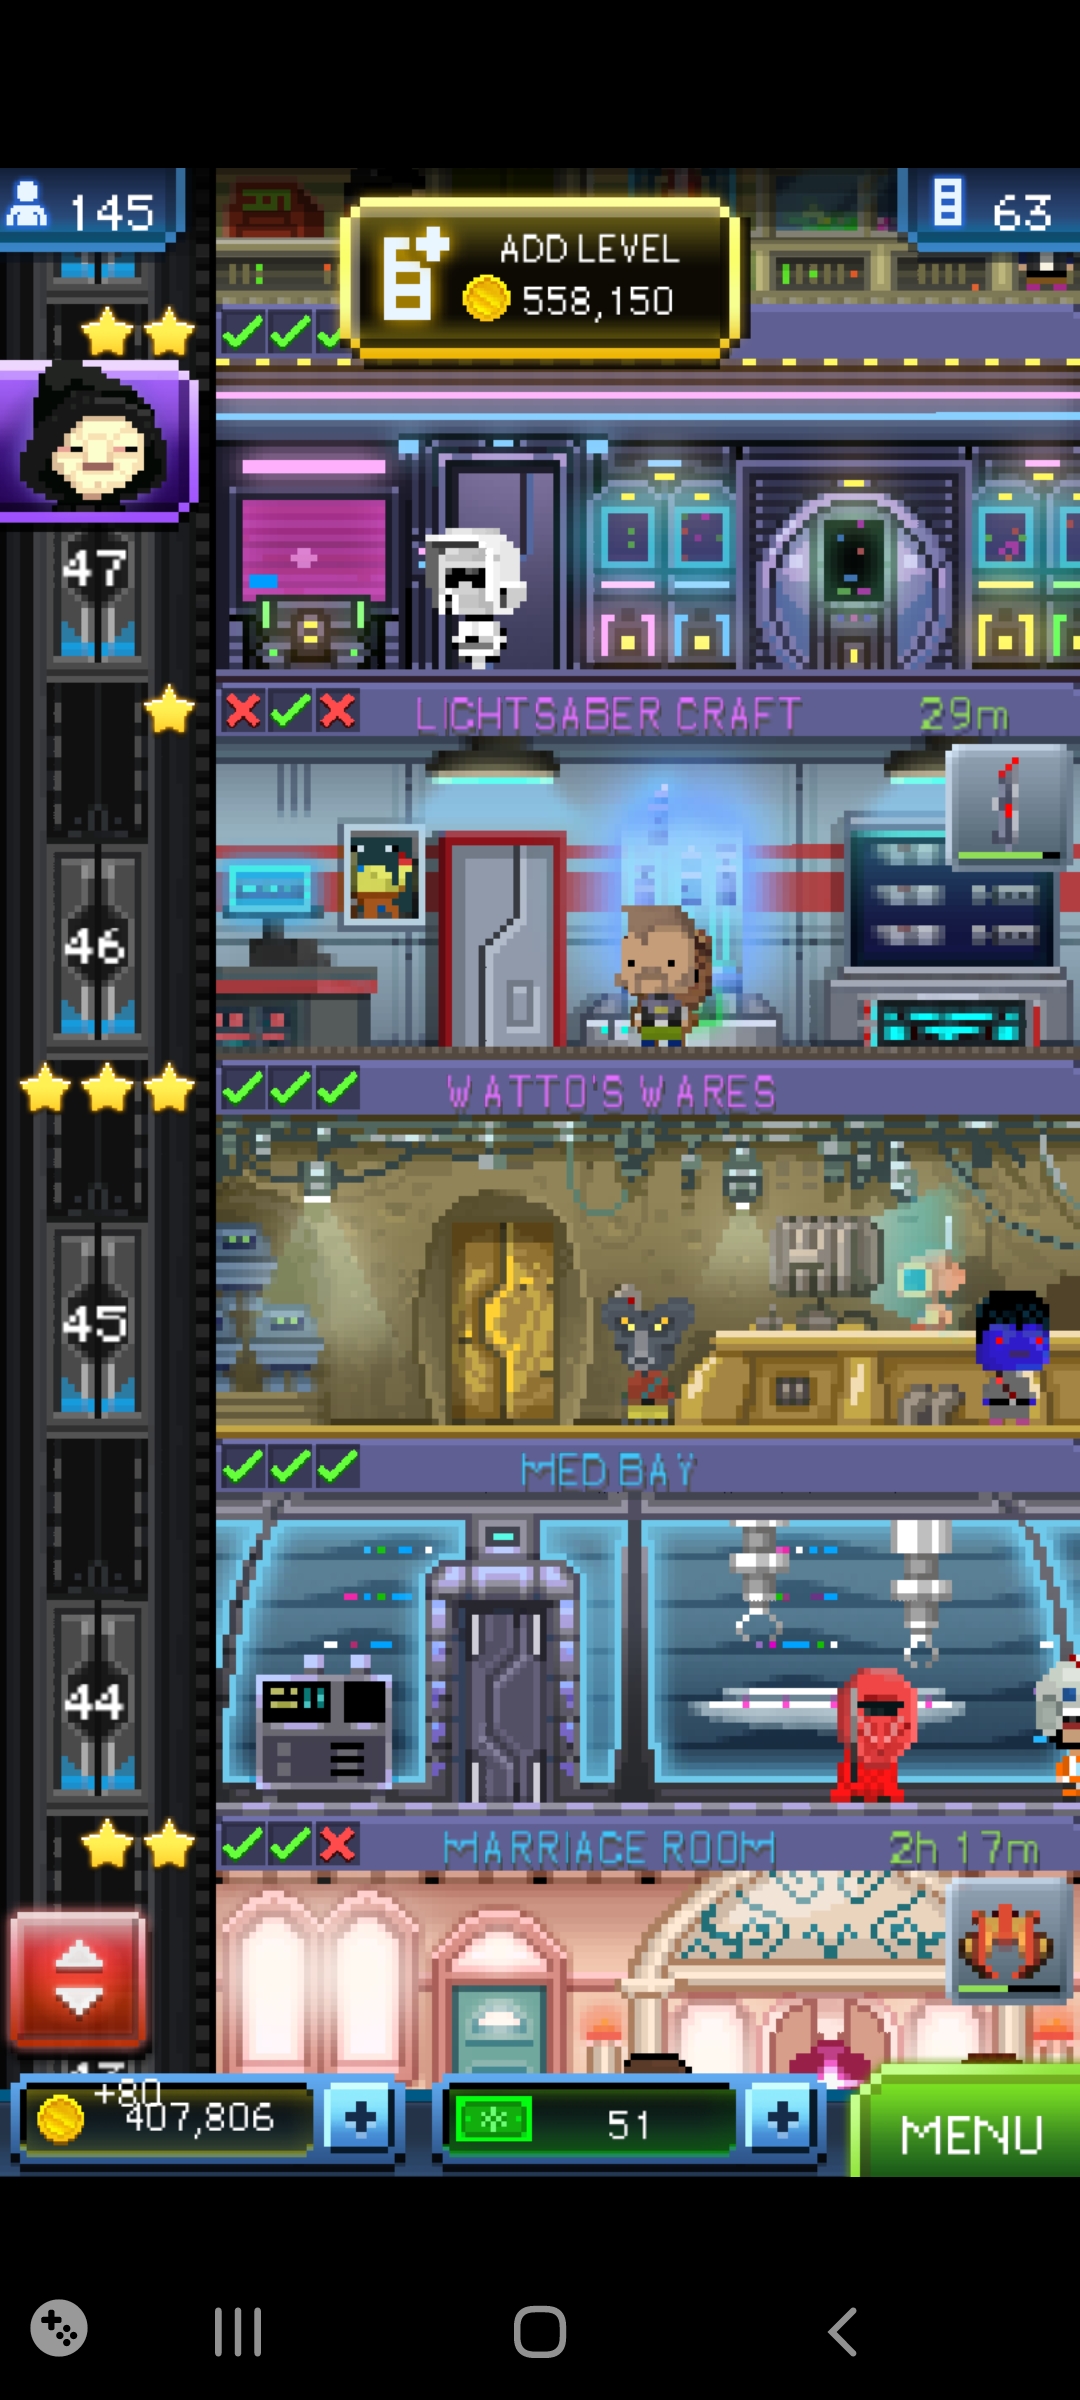 145
ADD LEVEL
558,150
63
47
LIGHTSABER CRAFT
29m
46
WATTO'S WARES
45
MED BAY
44
MARRIAGE ROOM
2h 17m
+80
407,806
51
MENU